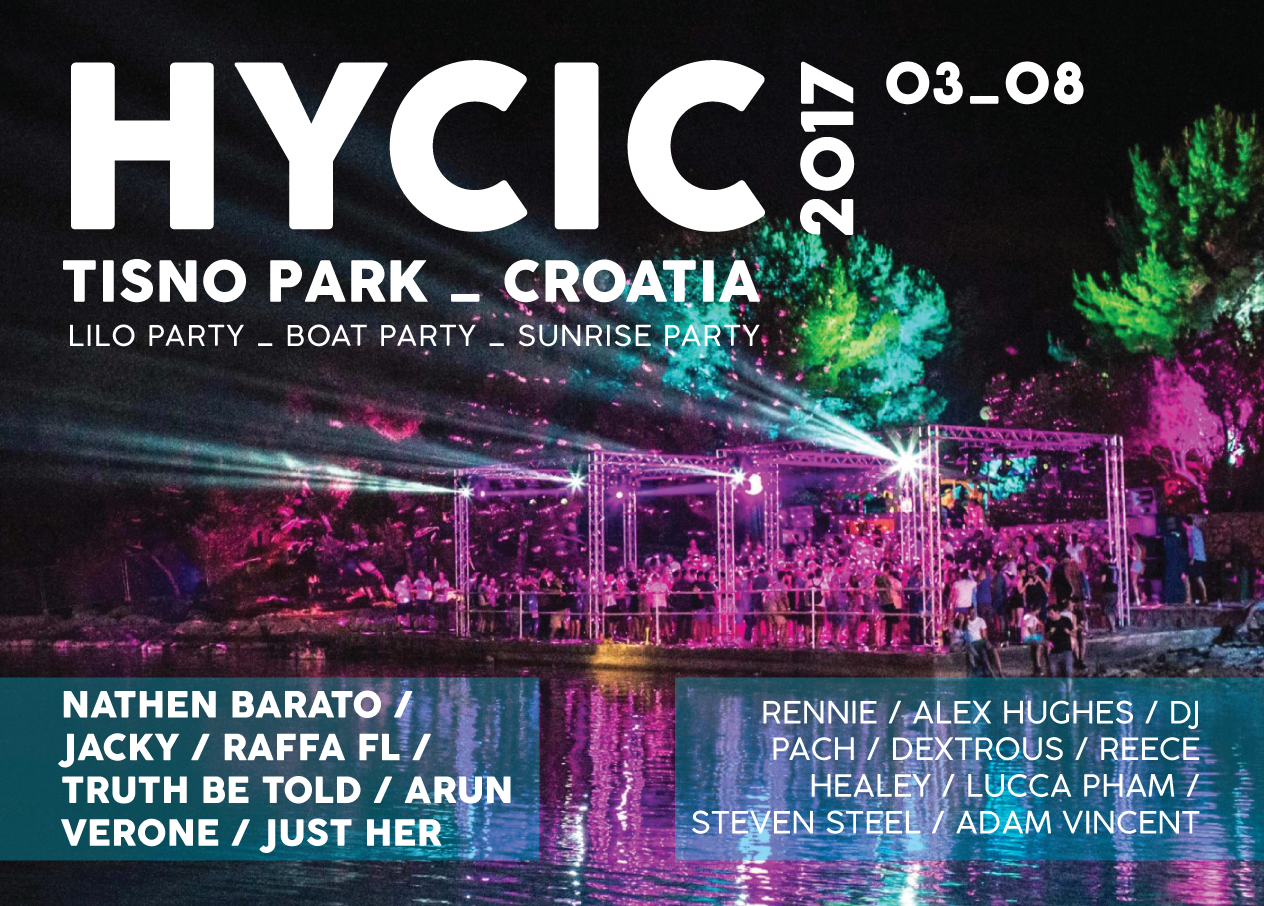 HYCIC
2017
03_08
TISNO PARK _ CROATIA
LILO PARTY _ BOAT PARTY _ SUNRISE PARTY
NATHEN BARATO /
JACKY / RAFFA FL /
TRUTH BE TOLD / ARUN
VERONE / JUST HER
RENNIE / ALEX HUGHES / DJ
PACH / DEXTROUS / REECE
HEALEY / LUCCA PHAM /
STEVEN STEEL / ADAM VINCENT